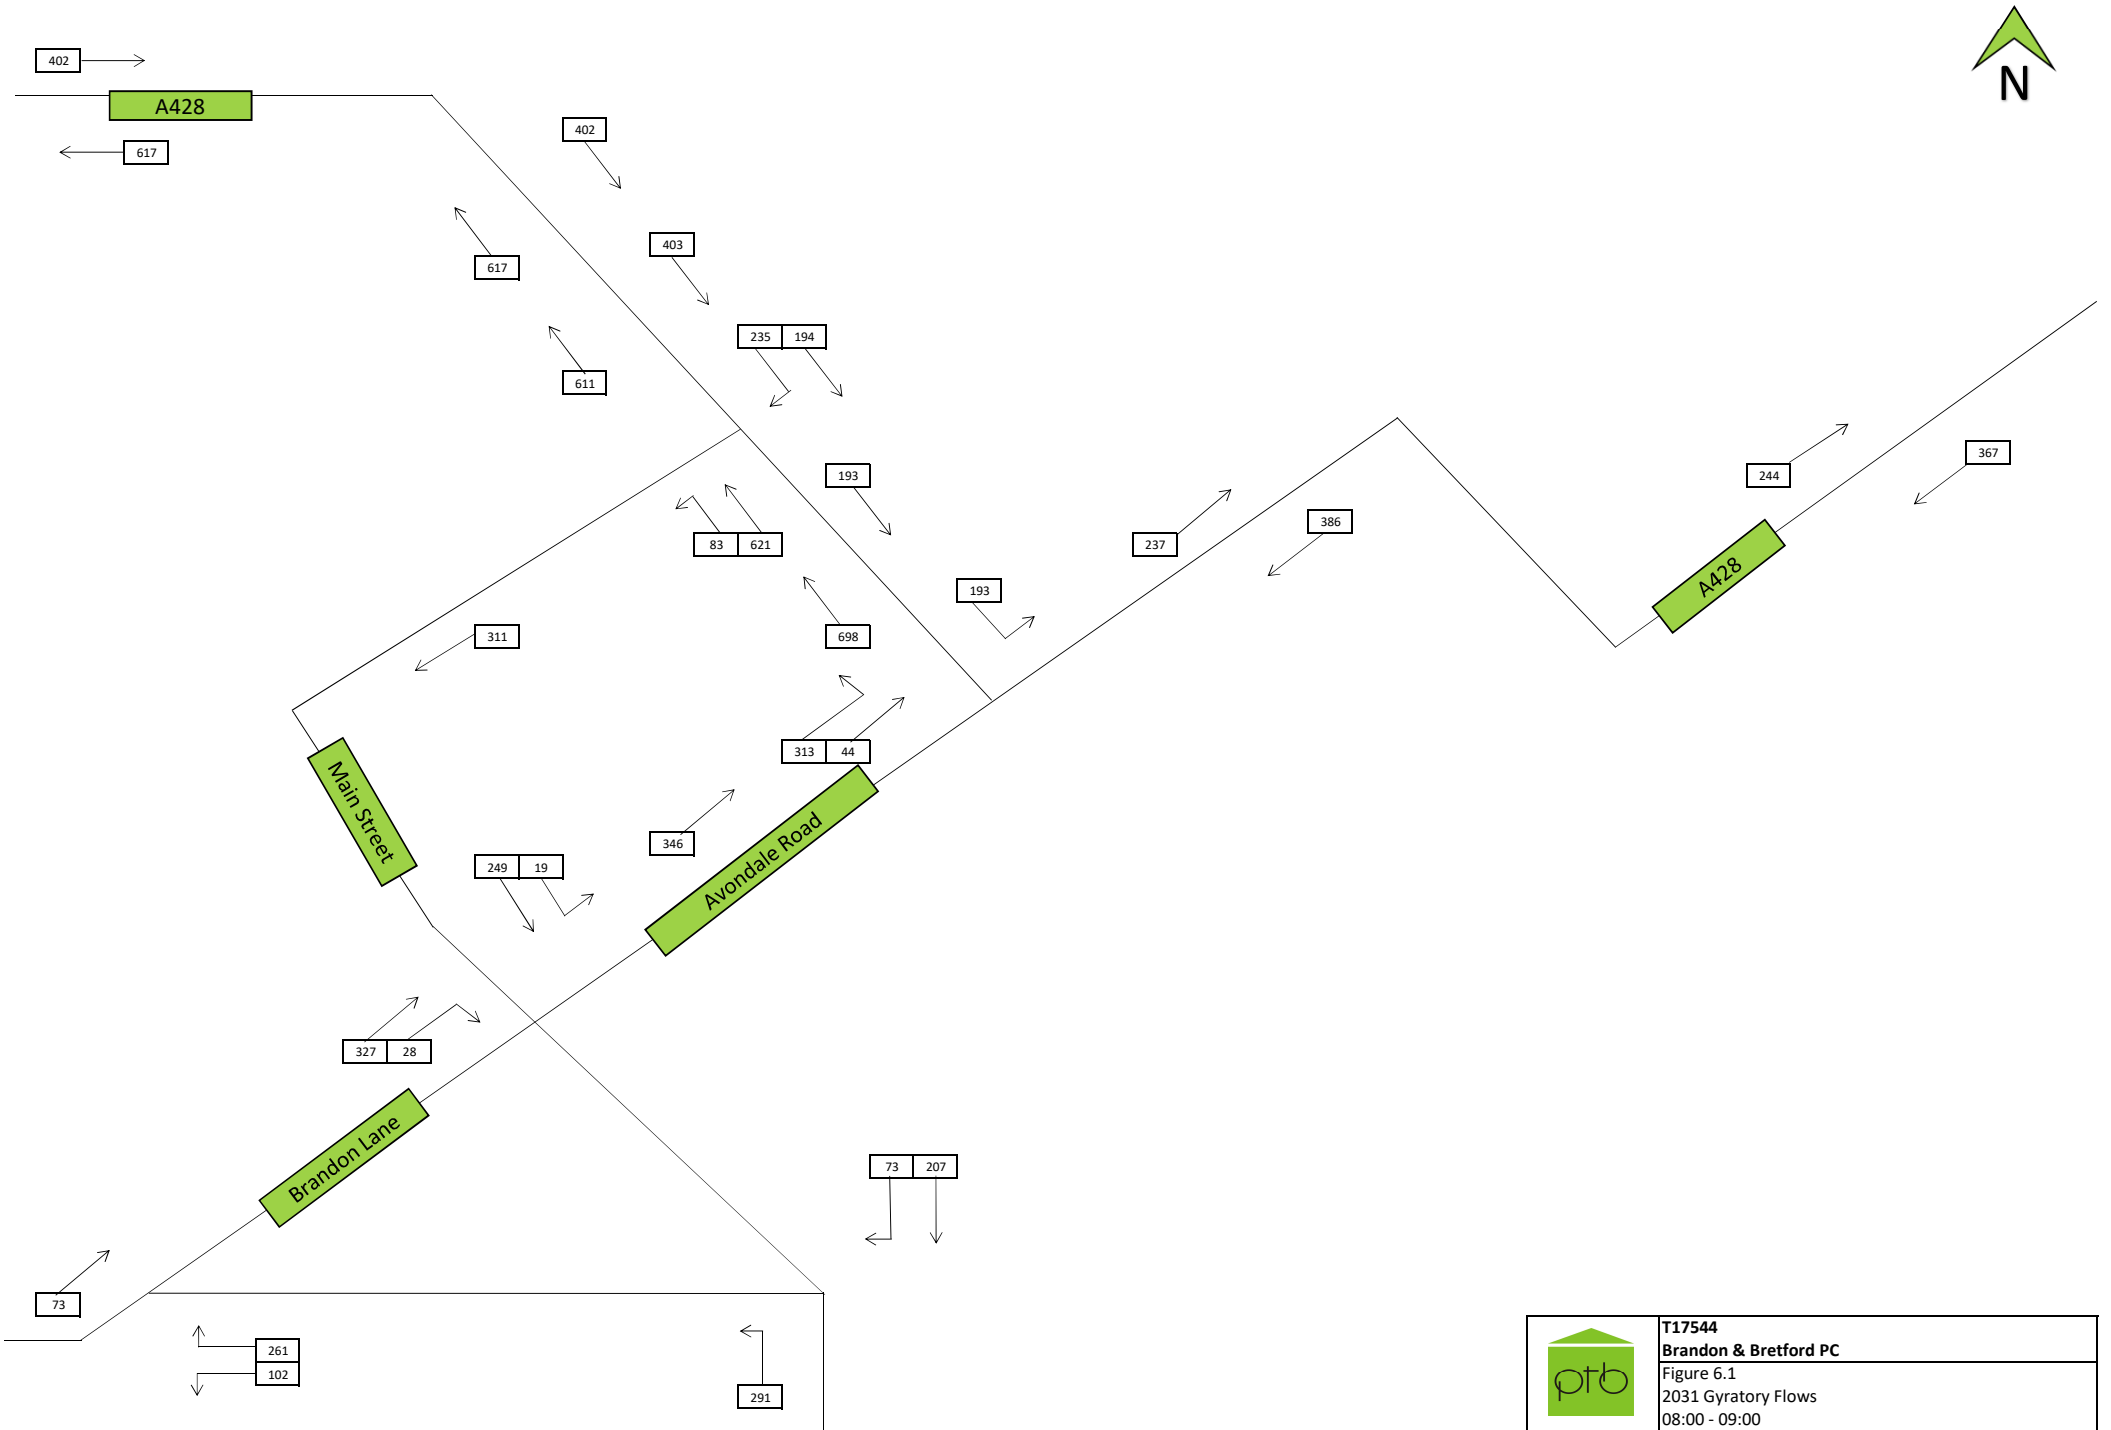 402
N
A428
402
617
403
617
235 194
611
367
193
244
386
83 621
237
A428
193
311
698
313 44
Main Street
346
Avondale Road
249 19
327 28
Brandon Lane
73 207
73
261
102
291
T17544
Brandon & Bretford PC
ptb
Figure 6.1
2031 Gyratory Flows
08:00 - 09:00